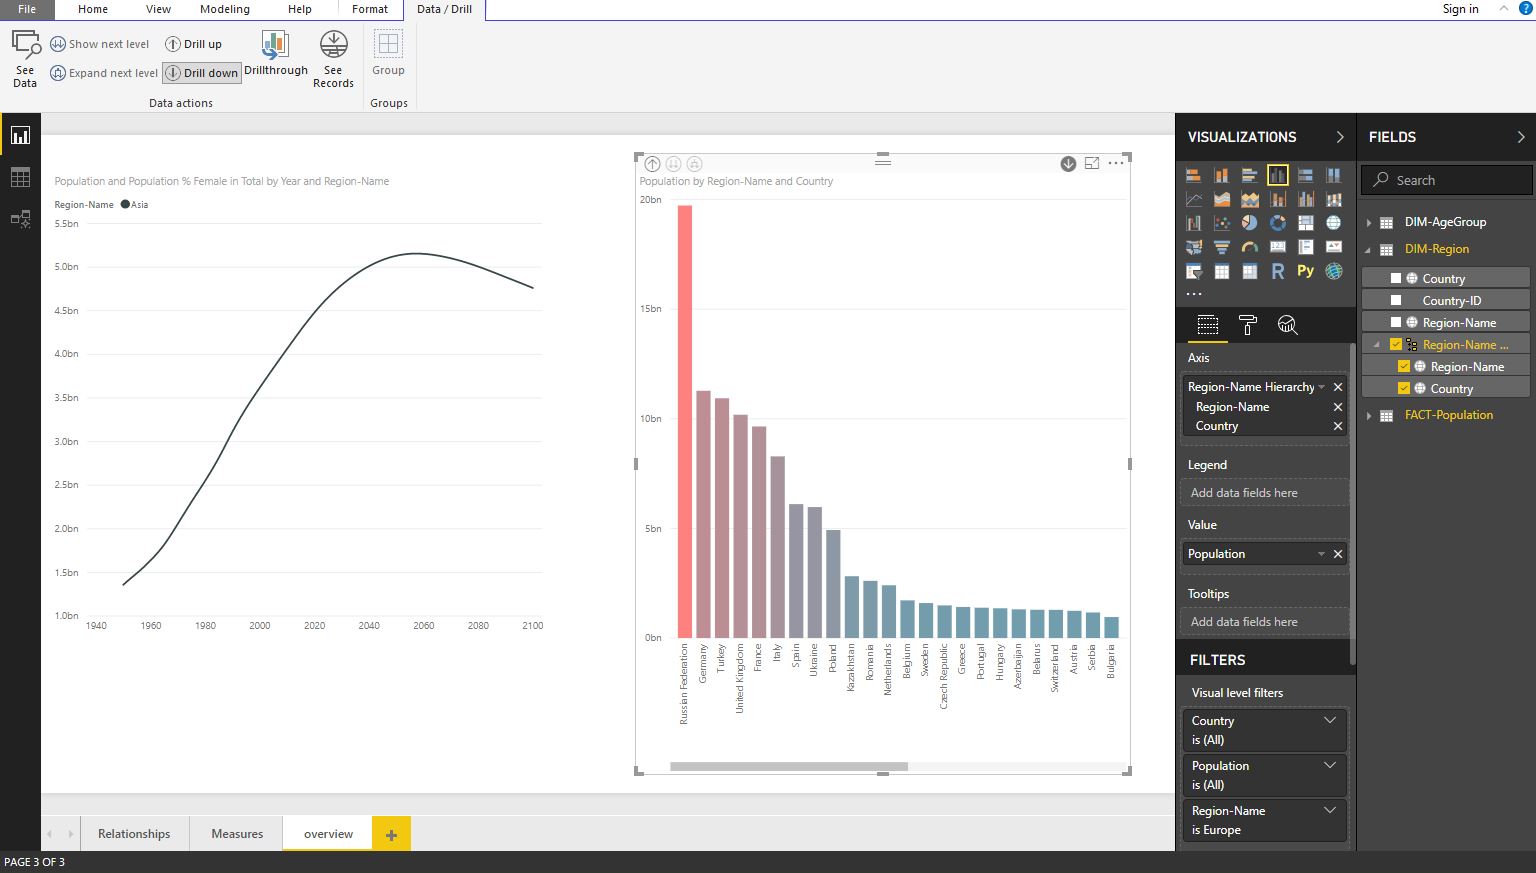 File Home View Modeling Help Format Data / Drill Sign in ?
See Data
Show next level
Expand next level
Drill up
Drill down
Drillthrough
See Records
Group
Data actions
Groups
Population and Population % Female in Total by Year and Region-Name
Region-Name Asia
5.5bn
5.0bn
4.5bn
4.0bn
3.5bn
3.0bn
2.5bn
2.0bn
1.5bn
1.0bn
1940 1960 1980 2000 2020 2040 2060 2080 2100
Population by Region-Name and Country
20bn
15bn
10bn
5bn
0bn
Russian Federation
Germany
Turkey
United Kingdom
France
Italy
Spain
Ukraine
Poland
Kazakhstan
Romania
Netherlands
Belgium
Sweden
Czech Republic
Greece
Portugal
Hungary
Azerbaijan
Belarus
Switzerland
Austria
Serbia
Bulgaria
VISUALIZATIONS
R Py
...
Axis
Region-Name Hierarchy
Region-Name
Country
Legend
Add data fields here
Value
Population
Tooltips
Add data fields here
FILTERS
Visual level filters
Country
is (All)
Population
is (All)
Region-Name
is Europe
FIELDS
Search
DIM-AgeGroup
DIM-Region
Country
Country-ID
Region-Name
Region-Name ...
Region-Name
Country
FACT-Population
Relationships Measures overview +
PAGE 3 OF 3